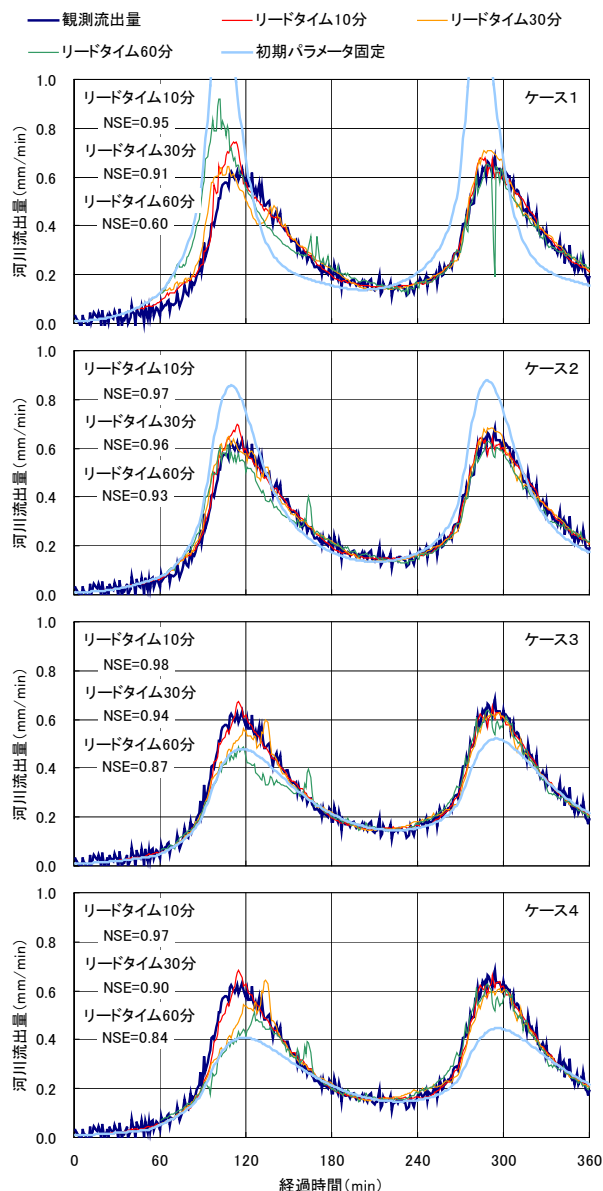 観測流出量 リードタイム10分 リードタイム30分
リードタイム60分 初期パラメータ固定
河川流出量(mm/min)
1.0
0.8
0.6
0.4
0.2
0.0
リードタイム10分
NSE=0.95
リードタイム30分
NSE=0.91
リードタイム60分
NSE=0.60
ケース1
河川流出量(mm/min)
1.0
0.8
0.6
0.4
0.2
0.0
リードタイム10分
NSE=0.97
リードタイム30分
NSE=0.96
リードタイム60分
NSE=0.93
ケース2
河川流出量(mm/min)
1.0
0.8
0.6
0.4
0.2
0.0
リードタイム10分
NSE=0.98
リードタイム30分
NSE=0.94
リードタイム60分
NSE=0.87
ケース3
河川流出量(mm/min)
1.0
0.8
0.6
0.4
0.2
0.0
リードタイム10分
NSE=0.97
リードタイム30分
NSE=0.90
リードタイム60分
NSE=0.84
ケース4
0 60 120 180 240 300 360
経過時間(min)